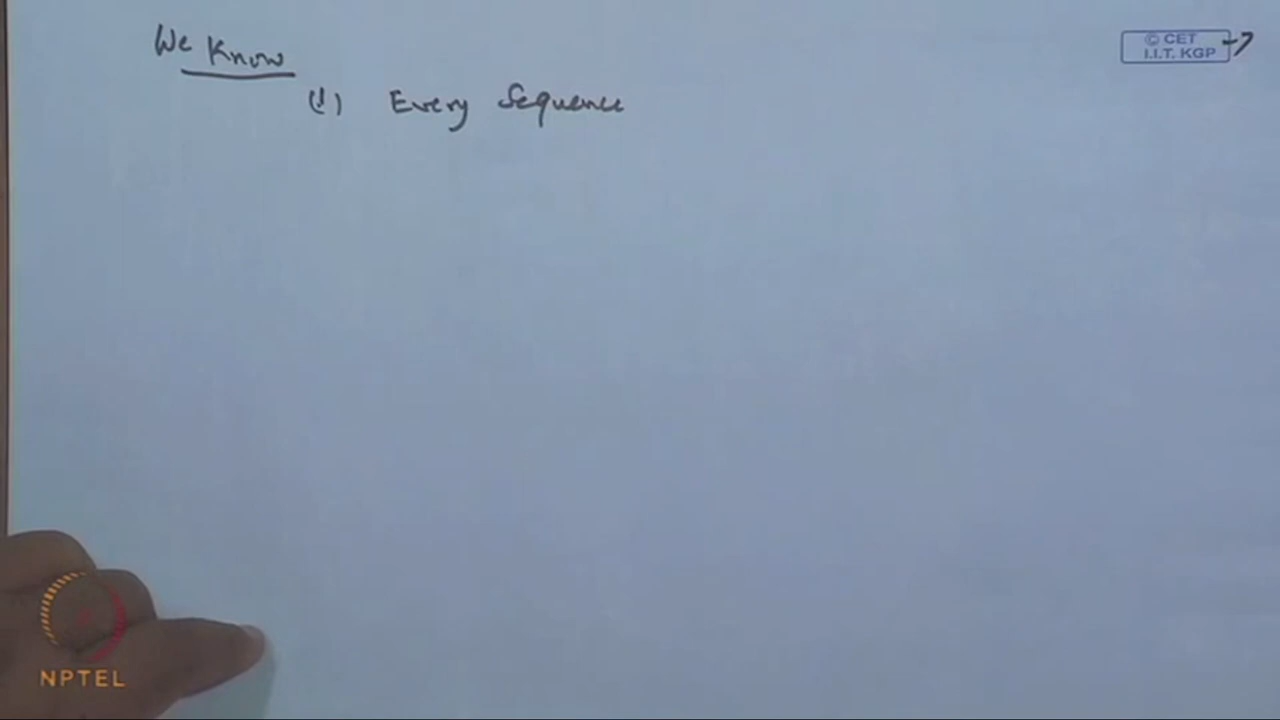 We Know
(1) Every Sequence
© CET
I.I.T. KGP
NPTEL